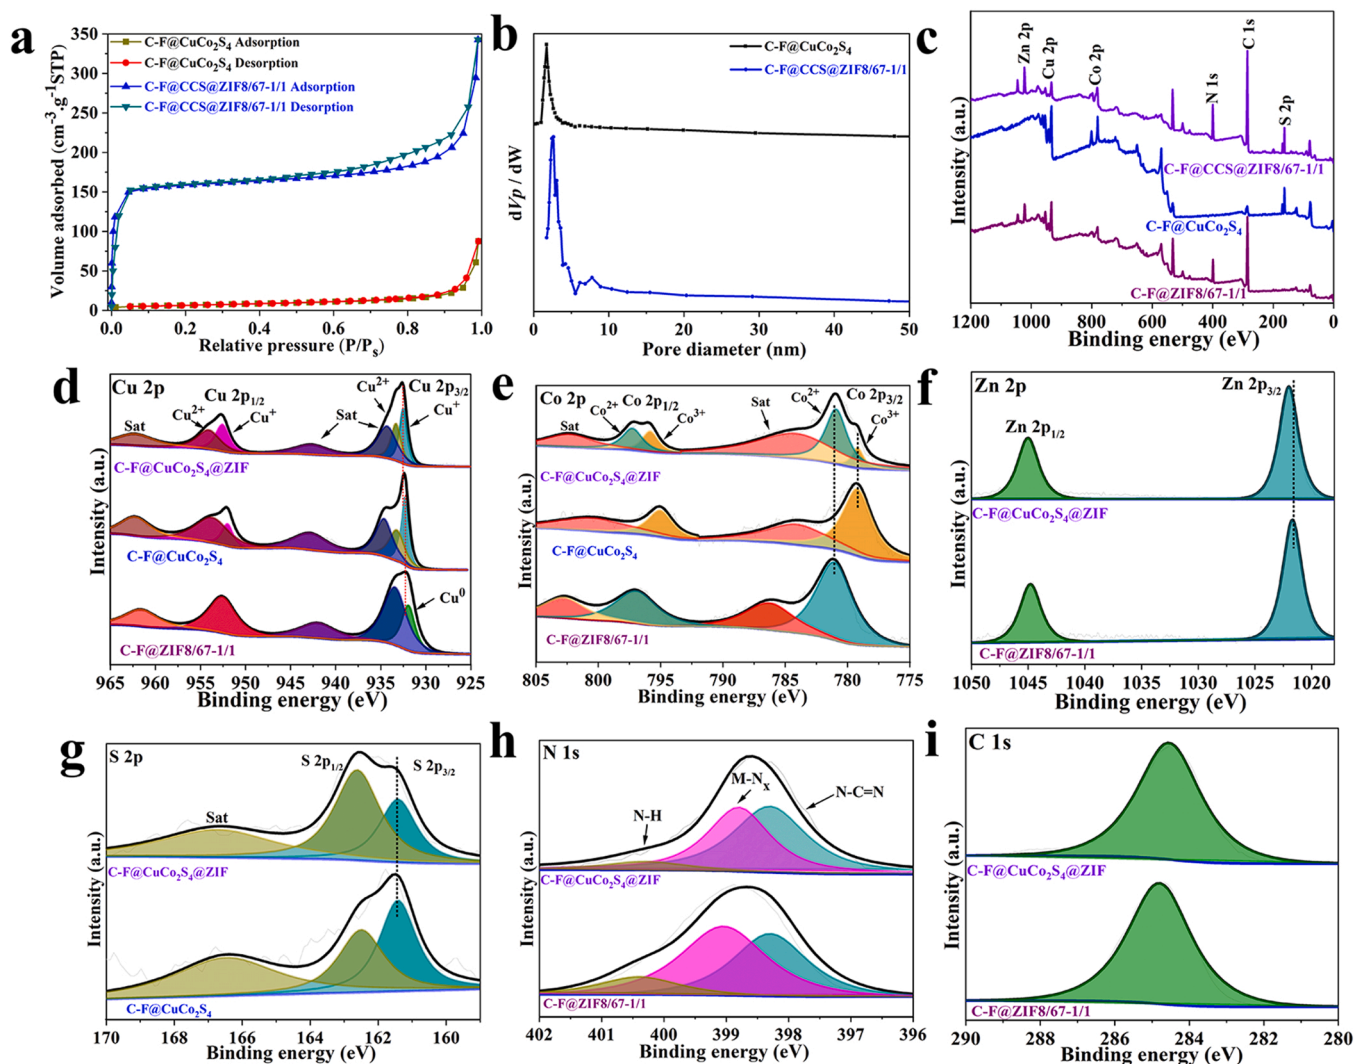 a
350
300
250
200
150
100
50
0
Volume adsorbed (cm⁻³.g⁻¹STP)
C-F@CuCo₂S₄ Adsorption
C-F@CuCo₂S₄ Desorption
C-F@CCS@ZIF8/67-1/1 Adsorption
C-F@CCS@ZIF8/67-1/1 Desorption
0.0 0.2 0.4 0.6 0.8 1.0
Relative pressure (P/Pₛ)
b
C-F@CuCo₂S₄
C-F@CCS@ZIF8/67-1/1
dVp / dW
0 10 20 30 40 50
Pore diameter (nm)
c
Zn 2p
Cu 2p
Co 2p
N 1s
C 1s
S 2p
C-F@CCS@ZIF8/67-1/1
C-F@CuCo₂S₄
C-F@ZIF8/67-1/1
Intensity (a.u.)
1200 1000 800 600 400 200 0
Binding energy (eV)
d
Cu 2p
Cu 2p₁/₂
Cu²⁺
Cu⁺
Sat
Cu²⁺
Cu 2p₃/₂
Cu⁺
Sat
C-F@CuCo₂S₄@ZIF
C-F@CuCo₂S₄
Cu⁰
C-F@ZIF8/67-1/1
Intensity (a.u.)
965 960 955 950 945 940 935 930 925
Binding energy (eV)
e
Co 2p
Co²⁺
Co 2p₁/₂
Co³⁺
Sat
Sat
Co²⁺
Co 2p₃/₂
Co³⁺
C-F@CuCo₂S₄@ZIF
C-F@CuCo₂S₄
C-F@ZIF8/67-1/1
Intensity (a.u.)
805 800 795 790 785 780 775
Binding energy (eV)
f
Zn 2p
Zn 2p₃/₂
Zn 2p₁/₂
C-F@CuCo₂S₄@ZIF
C-F@ZIF8/67-1/1
Intensity (a.u.)
1050 1045 1040 1035 1030 1025 1020
Binding energy (eV)
g
S 2p
S 2p₁/₂
S 2p₃/₂
Sat
C-F@CuCo₂S₄@ZIF
C-F@CuCo₂S₄
Intensity (a.u.)
170 168 166 164 162 160
Binding energy (eV)
h
N 1s
M-Nₓ
N-C=N
N-H
C-F@CuCo₂S₄@ZIF
C-F@ZIF8/67-1/1
Intensity (a.u.)
402 401 400 399 398 397 396
Binding energy (eV)
i
C 1s
C-F@CuCo₂S₄@ZIF
C-F@ZIF8/67-1/1
Intensity (a.u.)
290 288 286 284 282 280
Binding energy (eV)